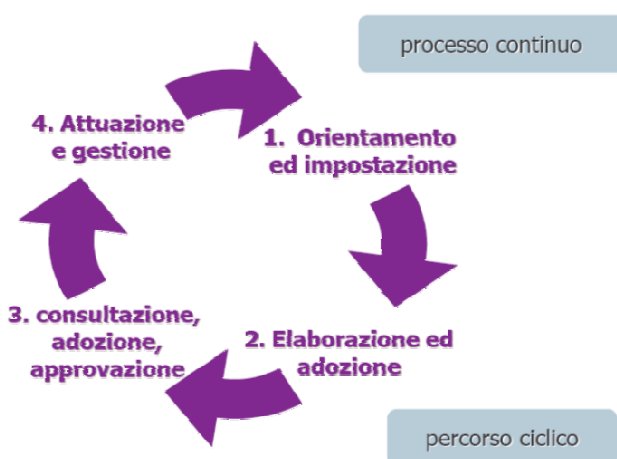 processo continuo
4. Attuazione
e gestione
1. Orientamento
ed impostazione
3. consultazione,
adozione,
approvazione
2. Elaborazione ed
adozione
percorso ciclico